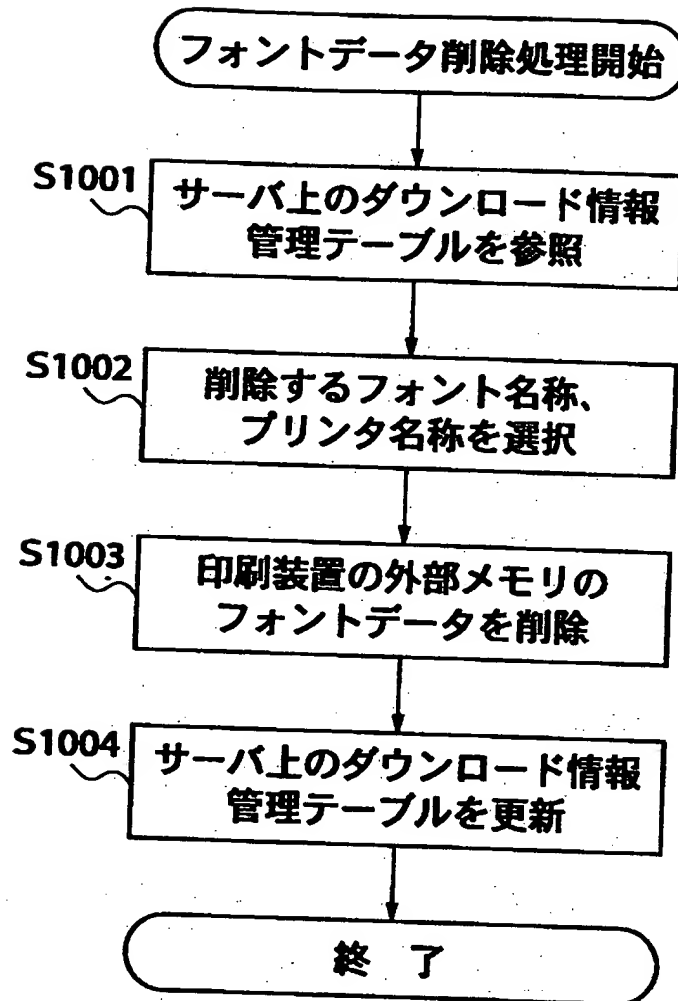 フォントデータ削除処理開始
S1001
サーバ上のダウンロード情報
管理テーブルを参照
S1002
削除するフォント名称、
プリンタ名称を選択
S1003
印刷装置の外部メモリの
フォントデータを削除
S1004
サーバ上のダウンロード情報
管理テーブルを更新
終 了